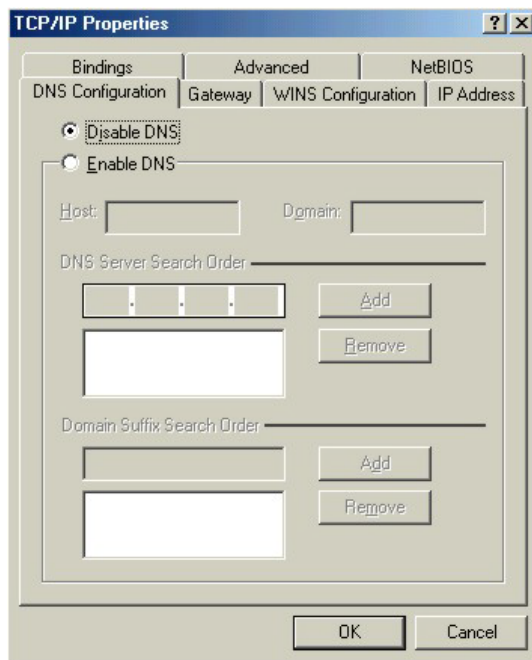 TCP/IP Properties
? X
Bindings Advanced NetBIOS
DNS Configuration Gateway WINS Configuration IP Address
Disable DNS
Enable DNS
Host: Domain:
DNS Server Search Order
. . . Add
Remove
Domain Suffix Search Order
Add
Remove
OK Cancel